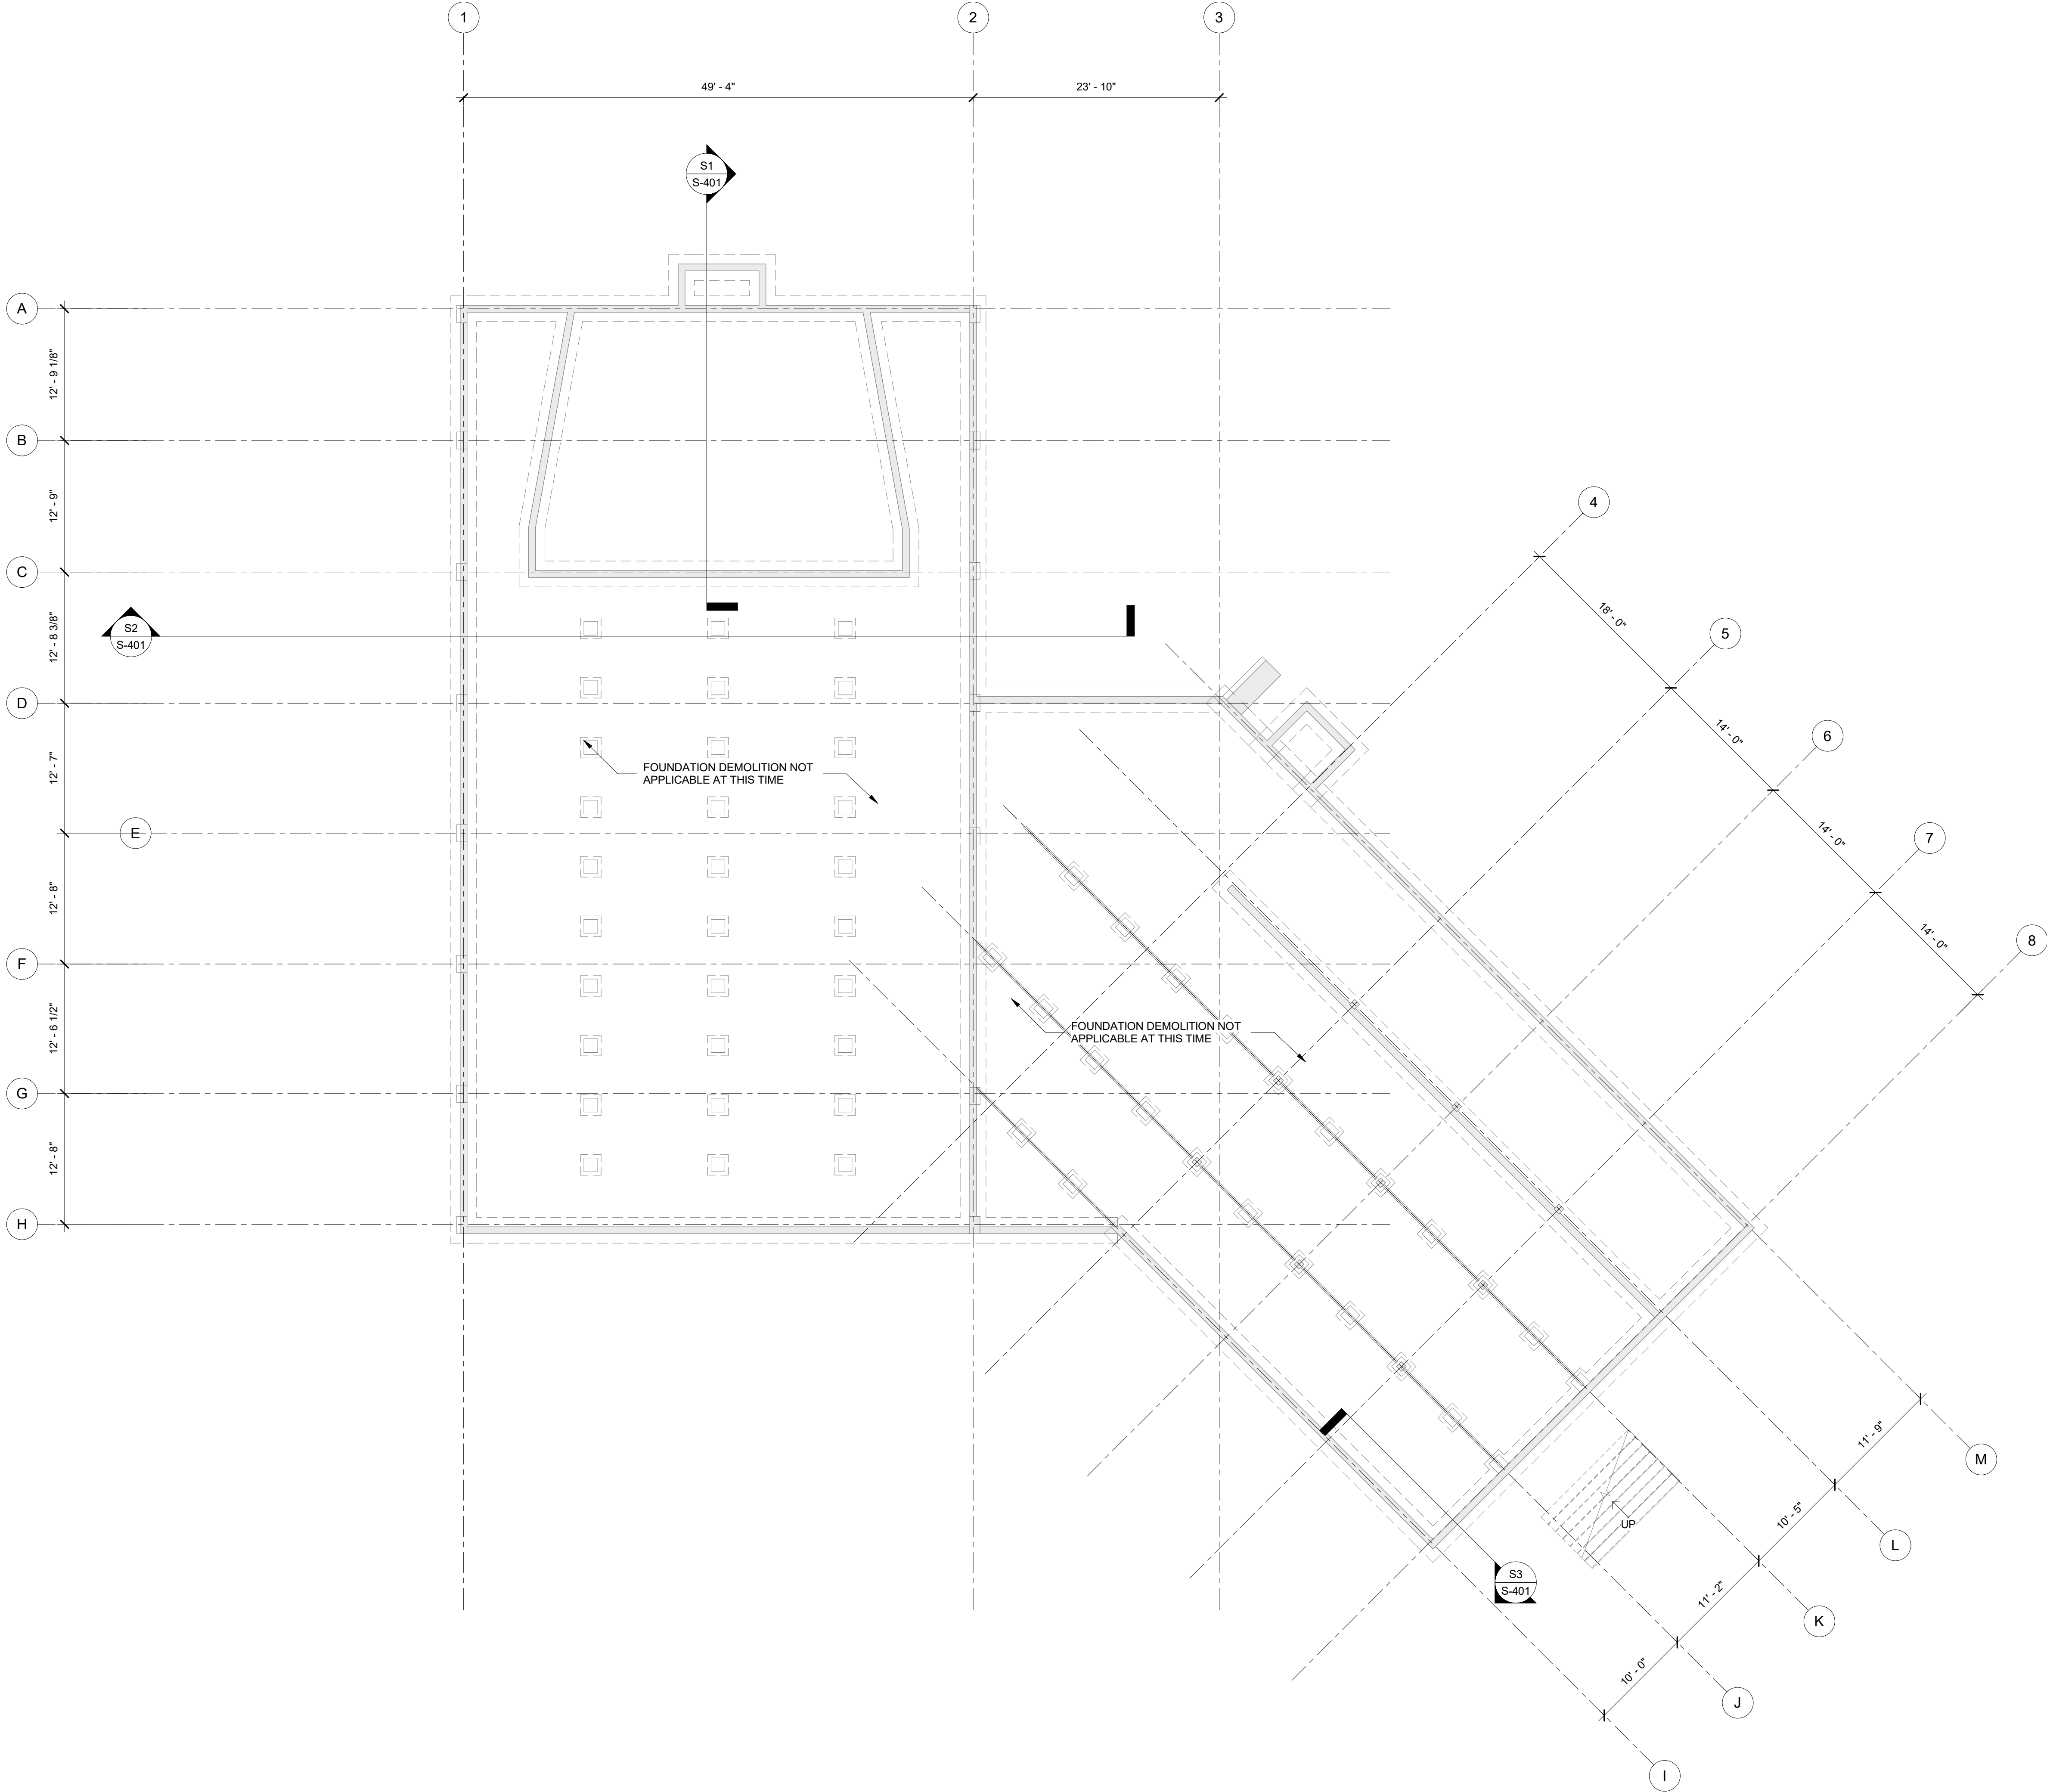 1
2
3
49' - 4"
23' - 10"
S1
S-401
A
12' - 9 1/8"
B
12' - 9"
C
12' - 8 3/8"
S2
S-401
D
12' - 7"
E
12' - 8"
F
12' - 6 1/2"
G
12' - 8"
H
FOUNDATION DEMOLITION NOT
APPLICABLE AT THIS TIME
FOUNDATION DEMOLITION NOT
APPLICABLE AT THIS TIME
4
18' - 0"
5
14' - 0"
6
14' - 0"
7
14' - 0"
8
M
11' - 9"
L
10' - 5"
K
11' - 2"
J
10' - 0"
I
UP
S3
S-401